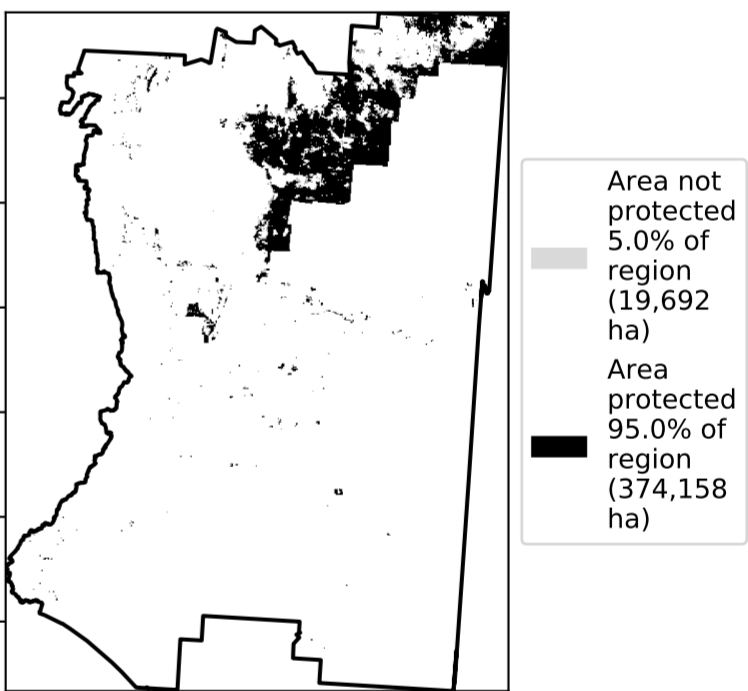 Area not
protected
5.0% of
region
(19,692
ha)
Area
protected
95.0% of
region
(374,158
ha)